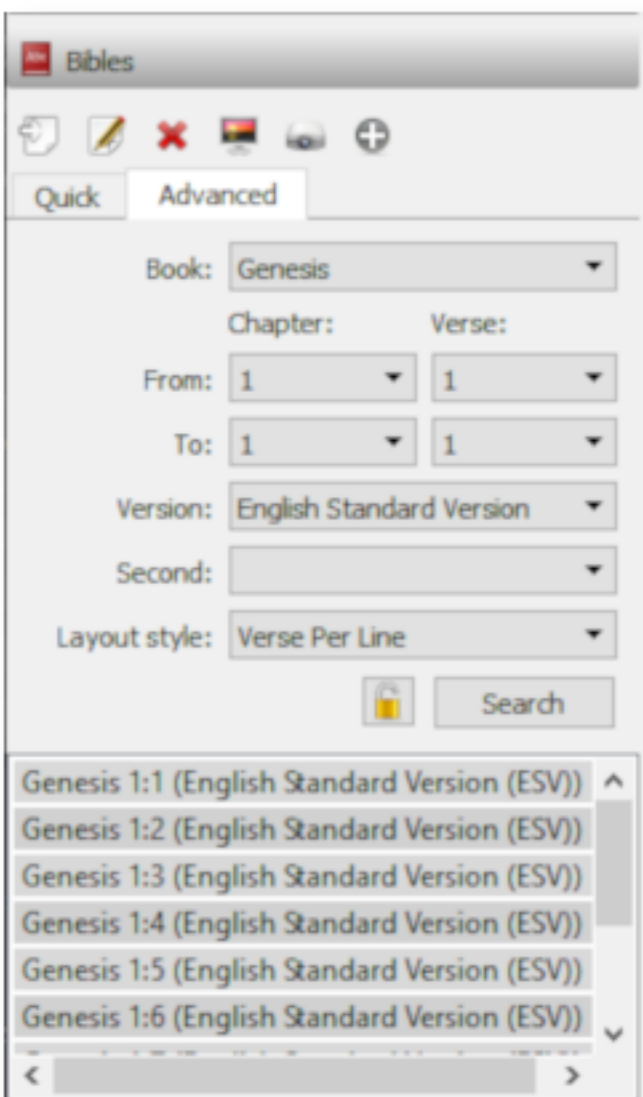 Bibles
Quick Advanced
Book: Genesis
Chapter: Verse:
From: 1 1
To: 1 1
Version: English Standard Version
Second:
Layout style: Verse Per Line
Search
Genesis 1:1 (English Standard Version (ESV))
Genesis 1:2 (English Standard Version (ESV))
Genesis 1:3 (English Standard Version (ESV))
Genesis 1:4 (English Standard Version (ESV))
Genesis 1:5 (English Standard Version (ESV))
Genesis 1:6 (English Standard Version (ESV))